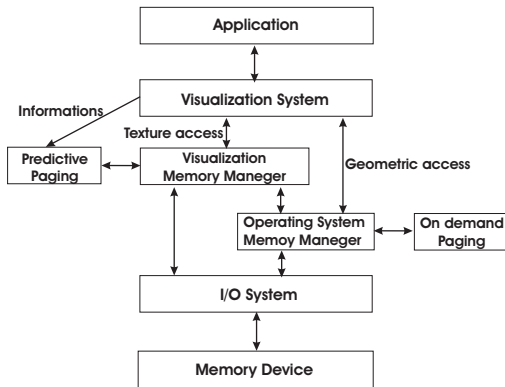 Application
Visualization System
Informations
Texture access
Predictive
Paging
Visualization
Memory Manager
Geometric access
Operating System
Memoy Maneger
On demand
Paging
I/O System
Memory Device